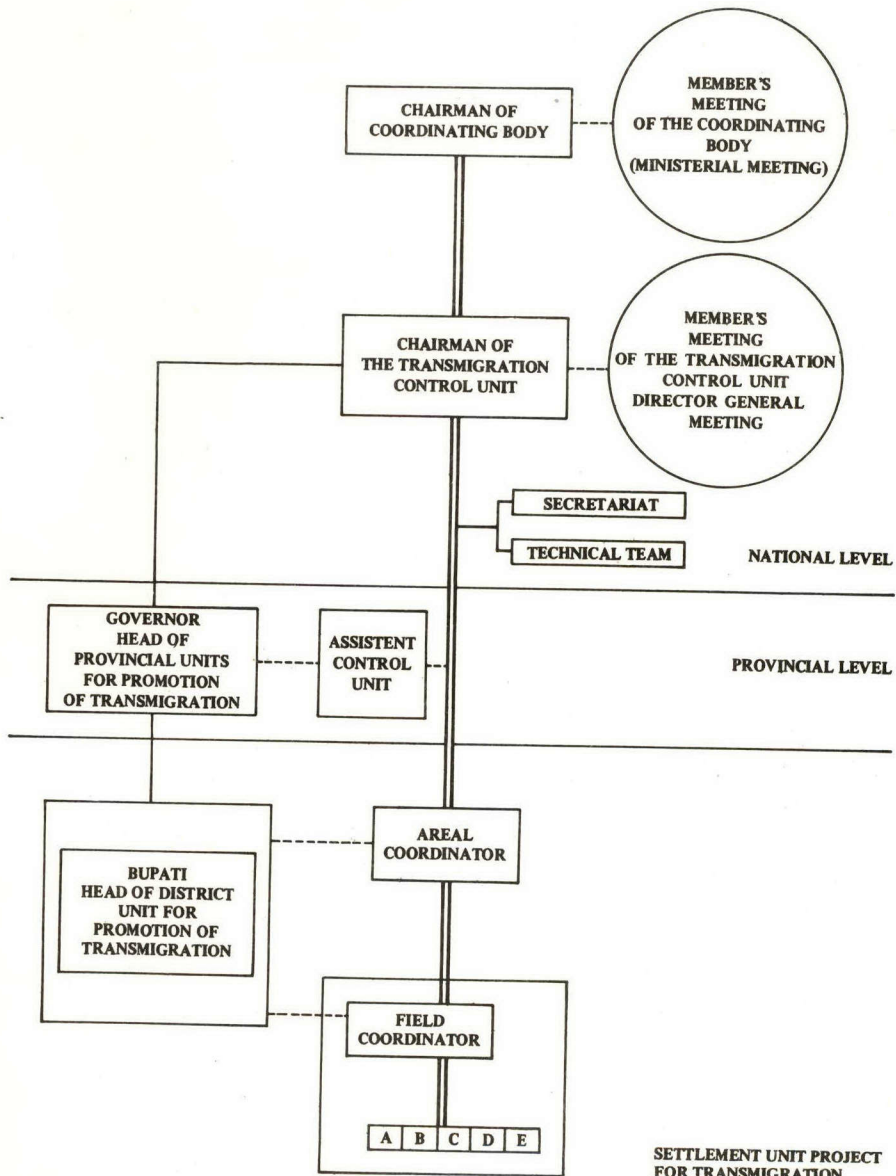 CHAIRMAN OF
COORDINATING BODY
MEMBER'S
MEETING
OF THE COORDINATING
BODY
(MINISTERIAL MEETING)
CHAIRMAN OF
THE TRANSMIGRATION
CONTROL UNIT
MEMBER'S
MEETING
OF THE TRANSMIGRATION
CONTROL UNIT
DIRECTOR GENERAL
MEETING
SECRETARIAT
TECHNICAL TEAM
NATIONAL LEVEL
GOVERNOR
HEAD OF
PROVINCIAL UNITS
FOR PROMOTION
OF TRANSMIGRATION
ASSISTENT
CONTROL
UNIT
PROVINCIAL LEVEL
AREAL
COORDINATOR
BUPATI
HEAD OF DISTRICT
UNIT FOR
PROMOTION OF
TRANSMIGRATION
FIELD
COORDINATOR
A B C D E
SETTLEMENT UNIT PROJECT
FOR TRANSMIGRATION